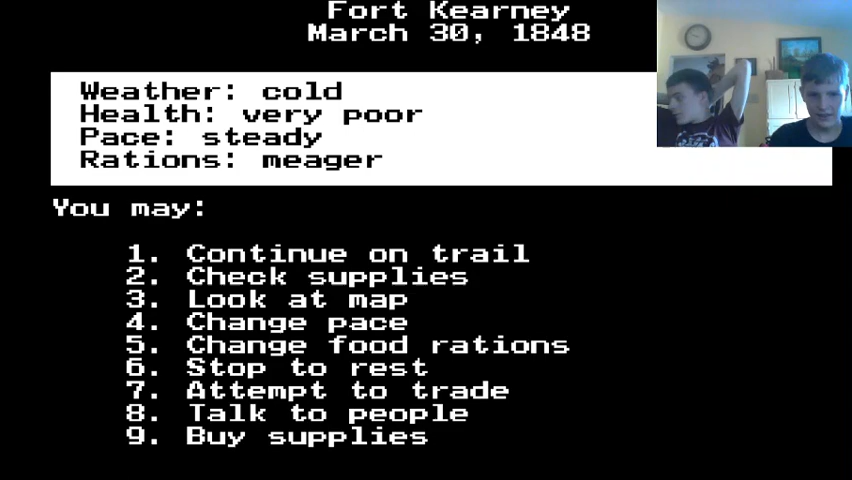 Fort Kearney
March 30, 1848
Weather: cold
Health: very poor
Pace: steady
Rations: meager
You may:
1. Continue on trail
2. Check supplies
3. Look at map
4. Change pace
5. Change food rations
6. Stop to rest
7. Attempt to trade
8. Talk to people
9. Buy supplies